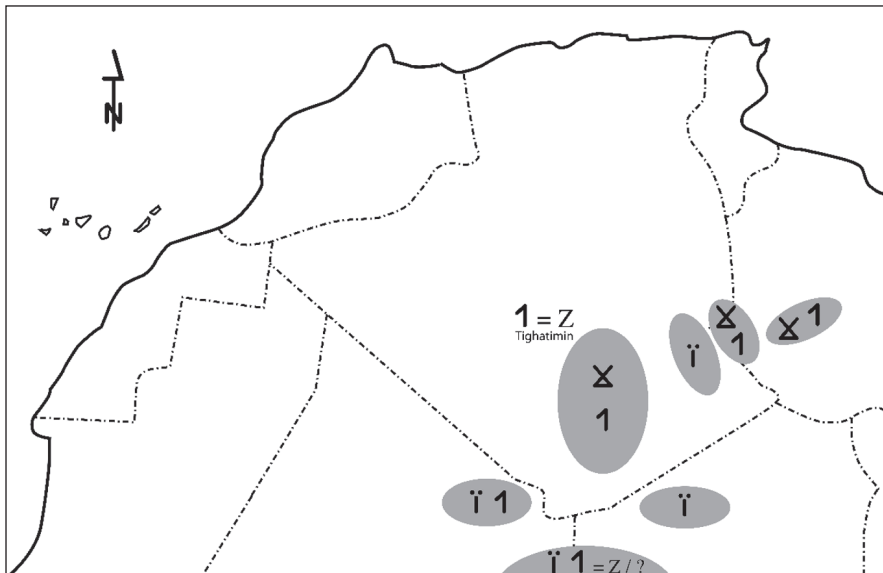 N
1 = Z
Tighatimin
1
1
ï
1
ï 1
ï
ï 1 = Z / ?